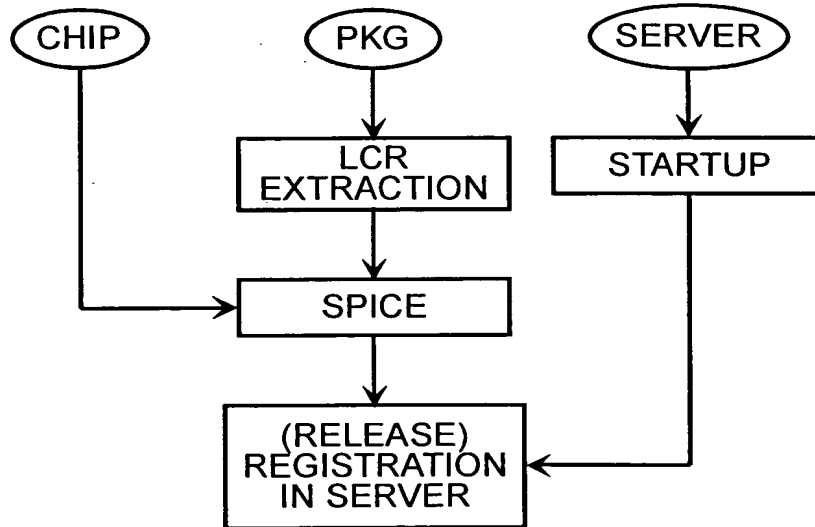 CHIP
PKG
SERVER
LCR
EXTRACTION
STARTUP
SPICE
(RELEASE)
REGISTRATION
IN SERVER